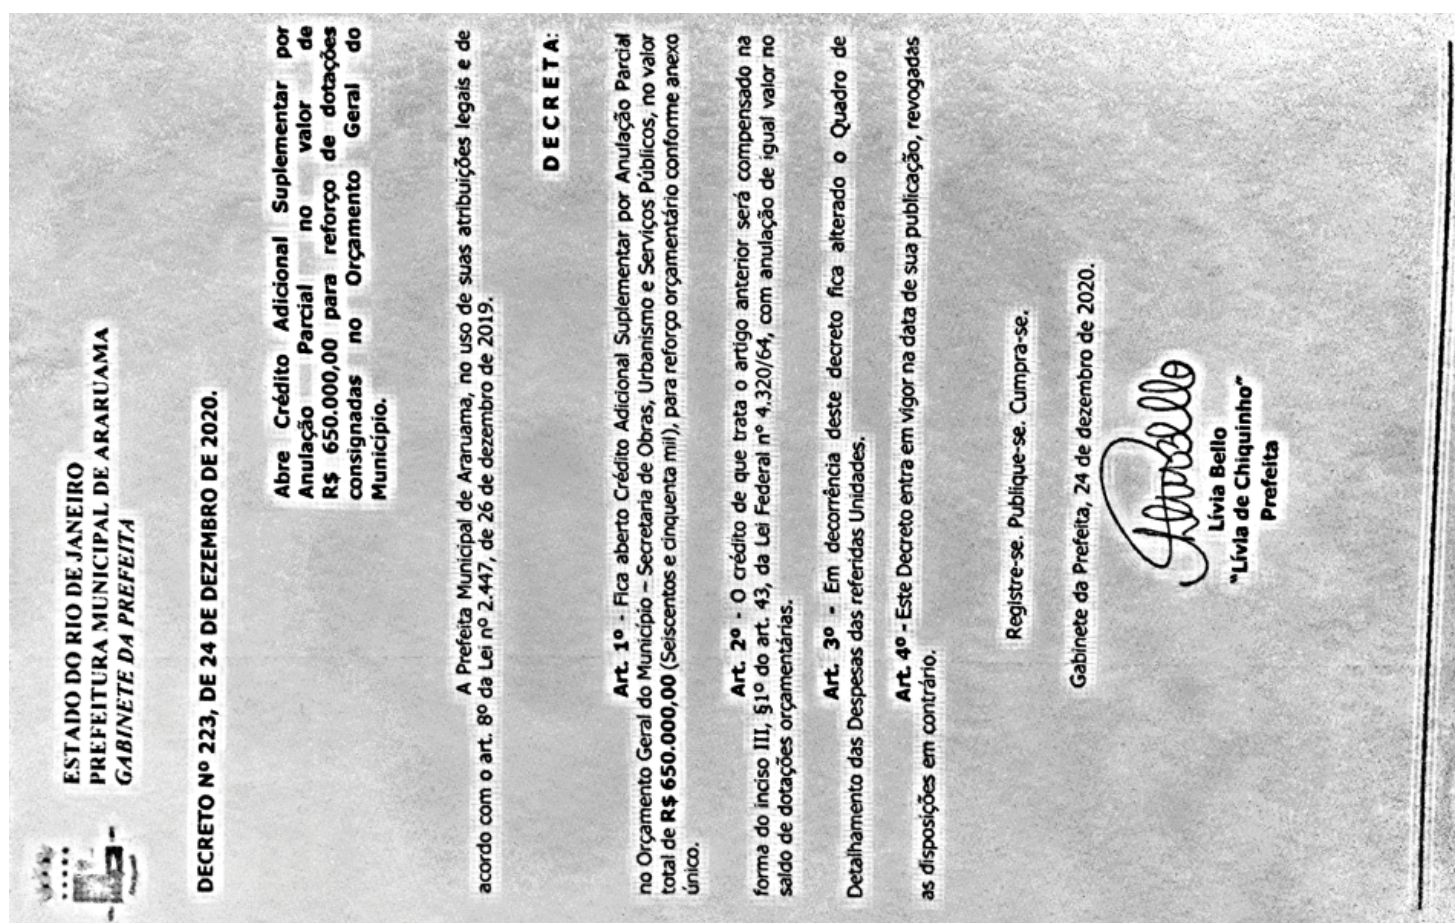 ESTADO DO RIO DE JANEIRO
PREFEITURA MUNICIPAL DE ARARUAMA
GABINETE DA PREFEITA
DECRETO Nº 223, DE 24 DE DEZEMBRO DE 2020.
Abre Crédito Adicional Suplementar por
Anulação Parcial no valor de
R$ 650.000,00 para reforço de dotações
consignadas no Orçamento Geral do
Município.
A Prefeita Municipal de Araruama, no uso de suas atribuições legais e de
acordo com o art. 8º da Lei nº 2.447, de 26 de dezembro de 2019.
D E C R E T A:
Art. 1º - Fica aberto Crédito Adicional Suplementar por Anulação Parcial
no Orçamento Geral do Município – Secretaria de Obras, Urbanismo e Serviços Públicos, no valor
total de R$ 650.000,00 (Seiscentos e cinquenta mil), para reforço orçamentário conforme anexo
único.
Art. 2º - O crédito de que trata o artigo anterior será compensado na
forma do inciso III, §1º do art. 43, da Lei Federal nº 4.320/64, com anulação de igual valor no
saldo de dotações orçamentárias.
Art. 3º - Em decorrência deste decreto fica alterado o Quadro de
Detalhamento das Despesas das referidas Unidades.
Art. 4º - Este Decreto entra em vigor na data de sua publicação, revogadas
as disposições em contrário.
Registre-se. Publique-se. Cumpra-se.
Gabinete da Prefeita, 24 de dezembro de 2020.
Lívia Bello
"Lívia de Chiquinho"
Prefeita